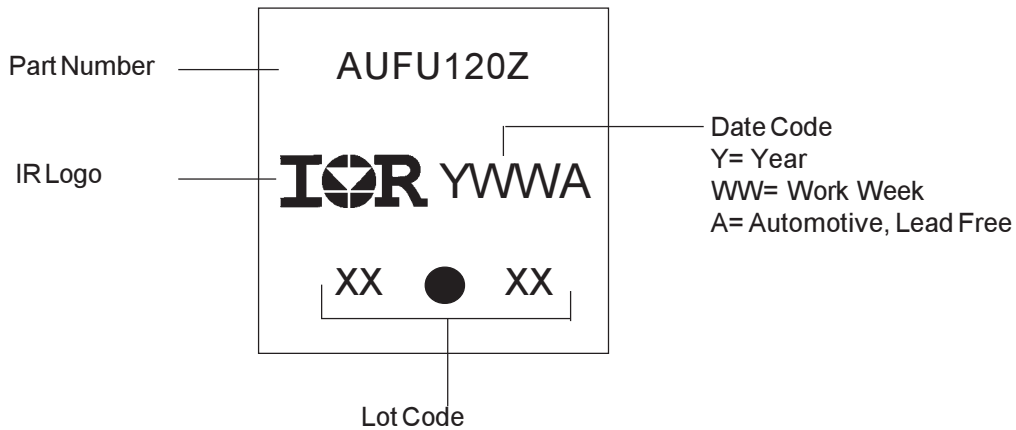 Part Number
AUFU120Z
IR Logo
IOR YWWA
Date Code
Y= Year
WW= Work Week
A= Automotive, Lead Free
XX XX
Lot Code